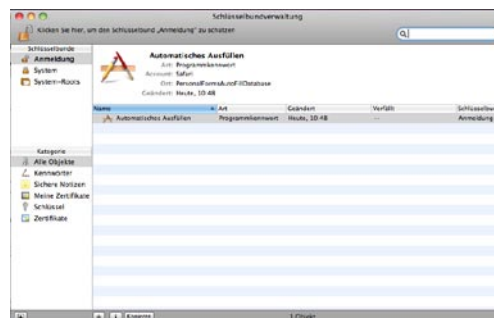 Schlüsselbundverwaltung
Klicken Sie hier, um den Schlüsselbund „Anmeldung“ zu schützen
Schlüsselbunde
Anmeldung
System
System-Roots
Automatisches Ausfüllen
Art: Programmkennwort
Account: Safari
Ort: PersonalFormsAutoFillDatabase
Geändert: Heute, 10:48
Name Art Geändert Verfällt Schlüsselbu
Automatisches Ausfüllen Programmkennwort Heute, 10:48 -- Anmeldung
Kategorie
Alle Objekte
Kennwörter
Sichere Notizen
Meine Zertifikate
Schlüssel
Zertifikate
+ i Kopieren 1 Objekt